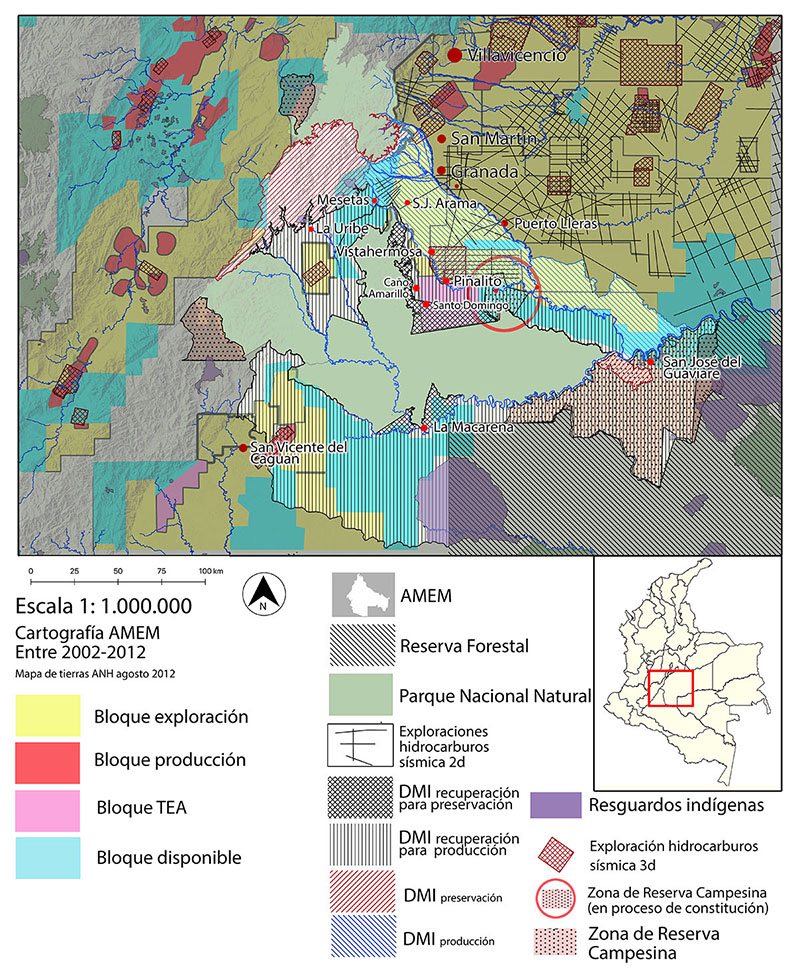 Villavicencio
San Martín
Granada
Mesetas
S.J. Arama
La Uribe
Puerto Lleras
Vistahermosa
Caño
Amarillo
Piñalito
Santo Domingo
San José del
Guaviare
La Macarena
San Vicente del
Caguan
0 25 50 75 100 km
Escala 1: 1.000.000
Cartografía AMEM
Entre 2002-2012
Mapa de tierras ANH agosto 2012
N
Bloque exploración
Bloque producción
Bloque TEA
Bloque disponible
AMEM
Reserva Forestal
Parque Nacional Natural
Exploraciones
hidrocarburos
sísmica 2d
DMI recuperación
para preservación
DMI recuperación
para producción
DMI preservación
DMI producción
Resguardos indígenas
Exploración hidrocarburos
sísmica 3d
Zona de Reserva Campesina
(en proceso de constitución)
Zona de Reserva
Campesina